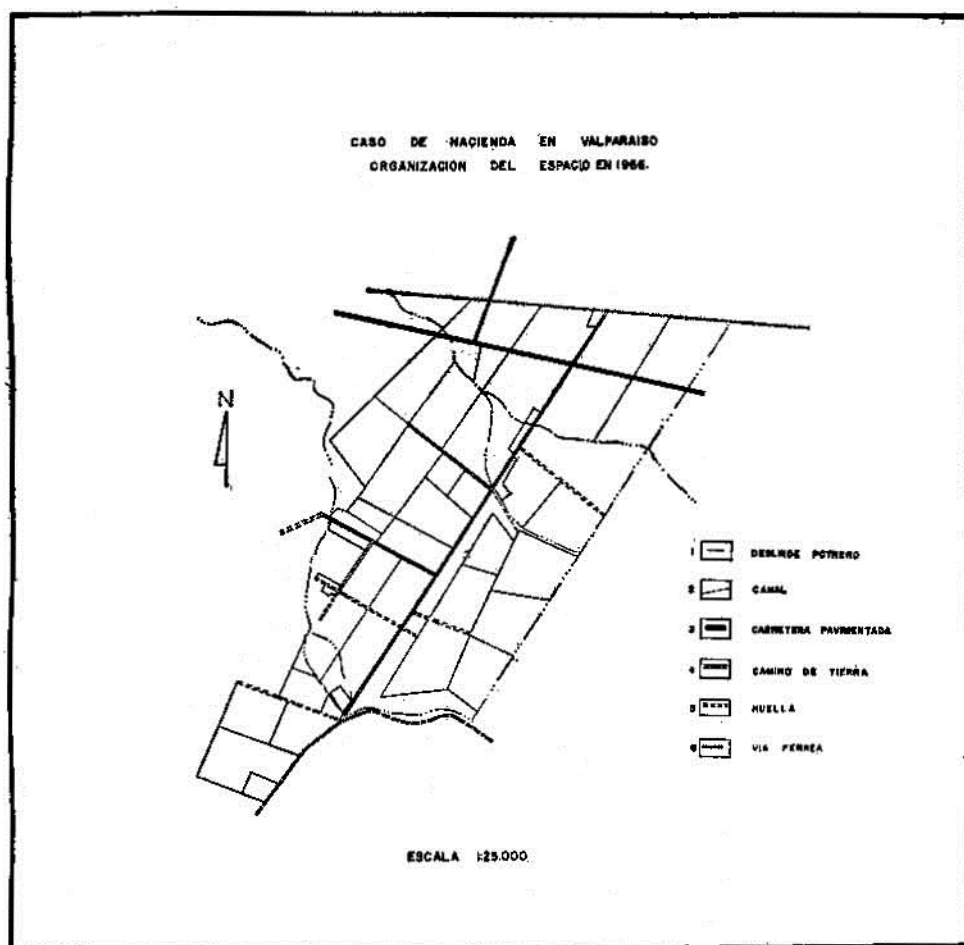 CASO DE HACIENDA EN VALPARAISO
ORGANIZACIÓN DEL ESPACIO EN 1966.
N
1 DESLINDE POTRERO
2 CANAL
3 CARRETERA PAVIMENTADA
4 CAMINO DE TIERRA
5 HUELLA
6 VIA FERREA
ESCALA 1:25.000